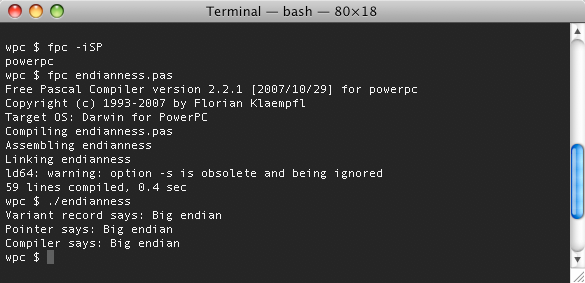 Terminal — bash — 80×18
wpc $ fpc -iSP
powerpc
wpc $ fpc endianness.pas
Free Pascal Compiler version 2.2.1 [2007/10/29] for powerpc
Copyright (c) 1993-2007 by Florian Klaempfl
Target OS: Darwin for PowerPC
Compiling endianness.pas
Assembling endianness
Linking endianness
ld64: warning: option -s is obsolete and being ignored
59 lines compiled, 0.4 sec
wpc $ ./endianness
Variant record says: Big endian
Pointer says: Big endian
Compiler says: Big endian
wpc $